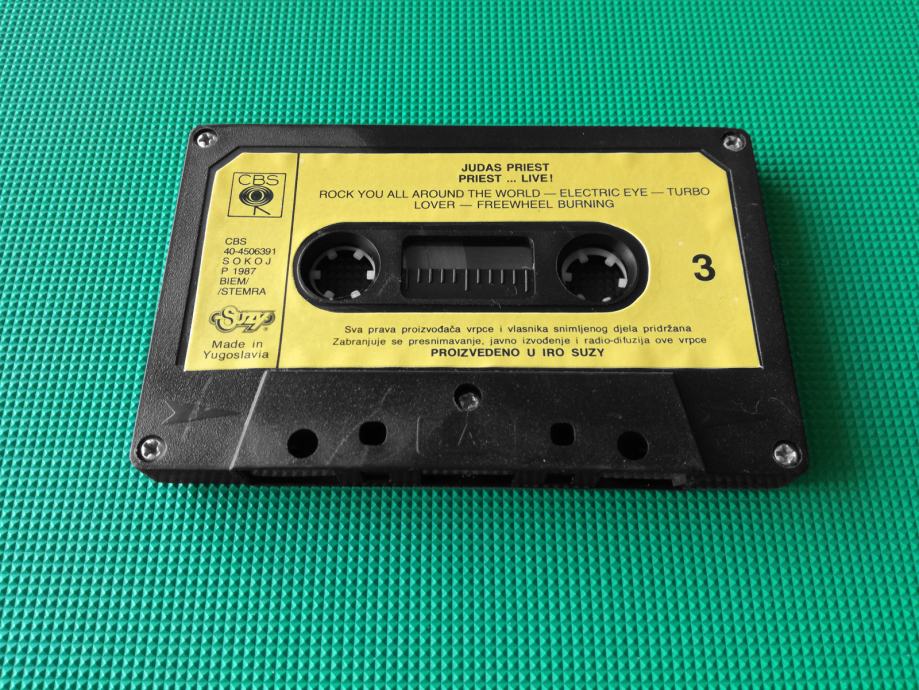 CBS
JUDAS PRIEST
PRIEST ... LIVE!
ROCK YOU ALL AROUND THE WORLD — ELECTRIC EYE — TURBO
LOVER — FREEWHEEL BURNING
CBS
40-4506391
SOKOJ
P 1987
BIEM/
/STEMRA
Suzy
Made in
Yugoslavia
3
Sva prava proizvođača vrpce i vlasnika snimljenog djela pridržana
Zabranjuje se presnimavanje, javno izvođenje i radio-difuzija ove vrpce
PROIZVEDENO U IRO SUZY
A